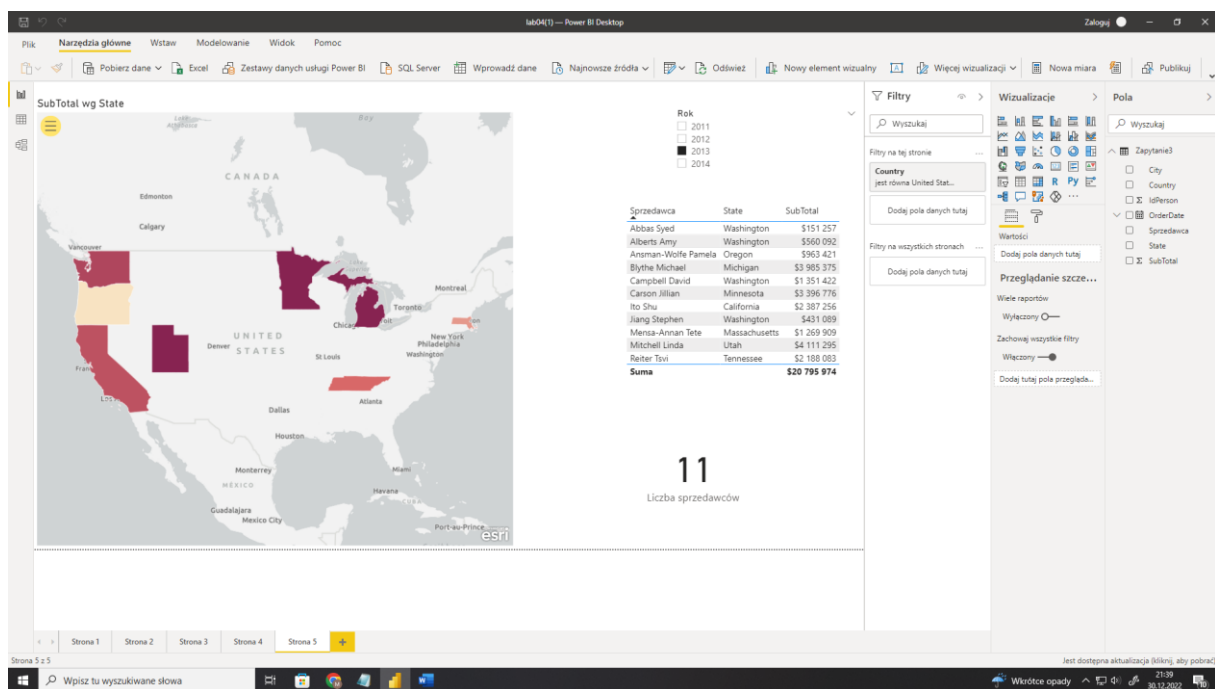 lab04(1) — Power BI Desktop
Zaloguj
Plik Narzędzia główne Wstaw Modelowanie Widok Pomoc
Pobierz dane Excel Zestawy danych usługi Power BI SQL Server Wprowadź dane Najnowsze źródła Odśwież Nowy element wizualny Więcej wizualizacji Nowa miara Publikuj
SubTotal wg State
CANADA
Edmonton
Calgary
Vancouver
Montreal
Toronto
UNITED
STATES
Denver
St Louis
New York
Philadelphia
Washington
Atlanta
Dallas
Houston
Monterrey
Miami
MÉXICO
Havana
Guadalajara
Mexico City
Port-au-Prince
esri
Rok
2011
2012
2013
2014
Sprzedawca State SubTotal
Abbas Syed Washington $151 257
Alberts Amy Washington $560 092
Ansman-Wolfe Pamela Oregon $963 421
Blythe Michael Michigan $3 985 375
Campbell David Washington $1 351 422
Carson Jillian Minnesota $3 396 776
Ito Shu California $2 387 256
Jiang Stephen Washington $431 089
Mensa-Annan Tete Massachusetts $1 269 909
Mitchell Linda Utah $4 111 295
Reiter Tsvi Tennessee $2 188 083
Suma $20 795 974
11
Liczba sprzedawców
Filtry
Wyszukaj
Filtry na tej stronie ...
Country
jest równa United Stat...
Dodaj pola danych tutaj
Filtry na wszystkich stronach ...
Dodaj pola danych tutaj
Wizualizacje
R Py
Wartości
Dodaj pola danych tutaj
Przeglądanie szcze...
Wiele raportów
Wyłączony
Zachowaj wszystkie filtry
Włączony
Dodaj tutaj pola przegląda...
Pola
Wyszukaj
Zapytanie3
City
Country
Σ IdPerson
OrderDate
Sprzedawca
State
Σ SubTotal
Strona 1 Strona 2 Strona 3 Strona 4 Strona 5 +
Strona 5 z 5
Jest dostępna aktualizacja (kliknij, aby pobrać)
Wpisz tu wyszukiwane słowa
Wkrótce opady
21:39
30.12.2022